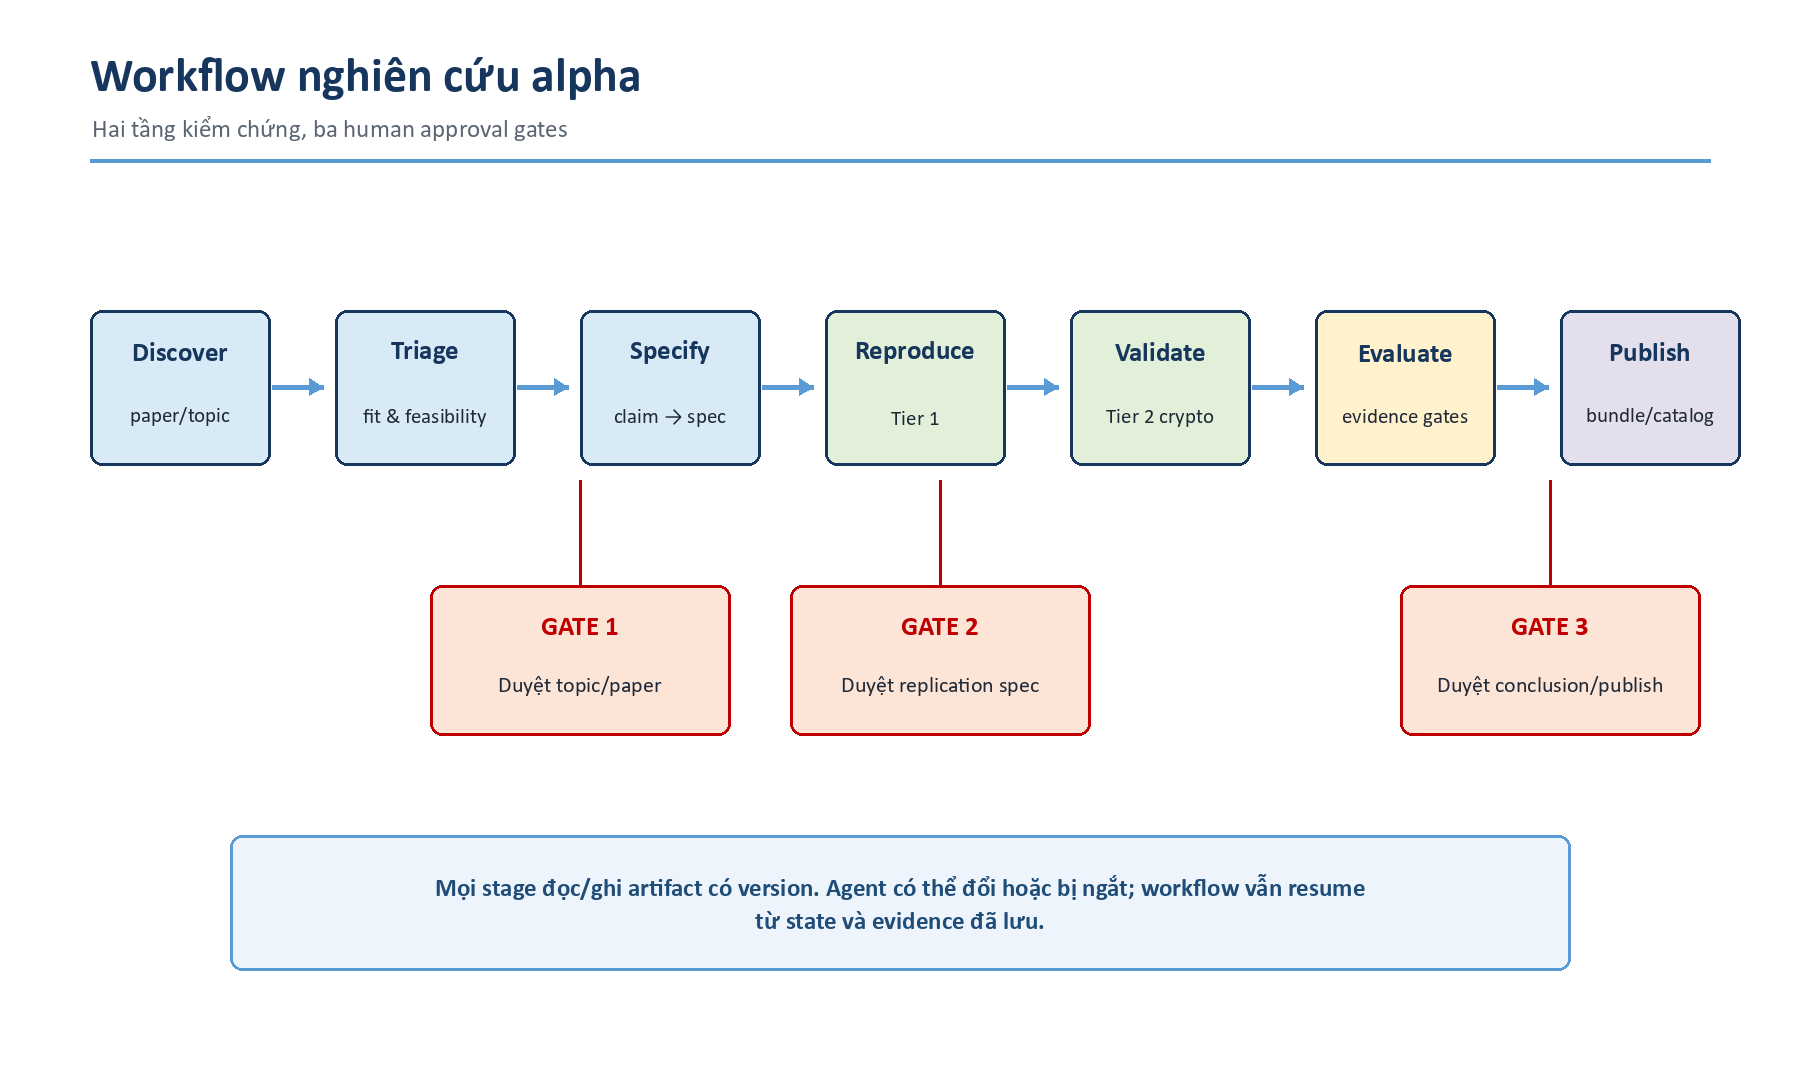 Workflow nghiên cứu alpha
Hai tầng kiểm chứng, ba human approval gates
Discover
paper/topic
Triage
fit & feasibility
Specify
claim → spec
Reproduce
Tier 1
Validate
Tier 2 crypto
Evaluate
evidence gates
Publish
bundle/catalog
GATE 1
Duyệt topic/paper
GATE 2
Duyệt replication spec
GATE 3
Duyệt conclusion/publish
Mọi stage đọc/ghi artifact có version. Agent có thể đổi hoặc bị ngắt; workflow vẫn resume
từ state và evidence đã lưu.